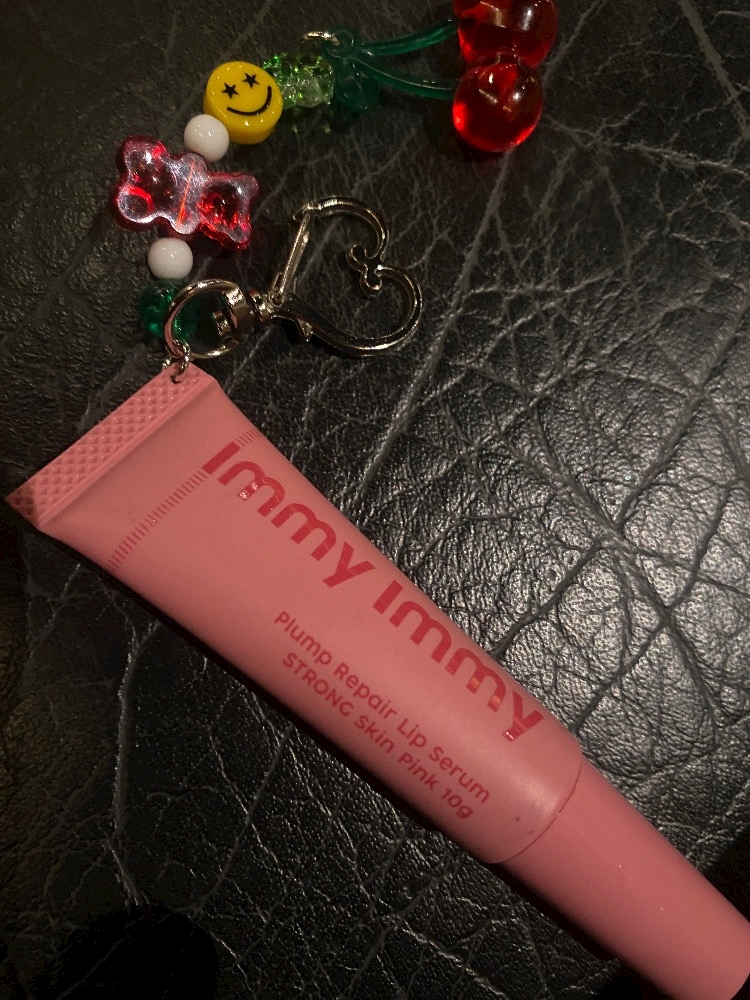 Immy Immy
Plump Repair Lip Serum
STRONG Skin Pink 10g